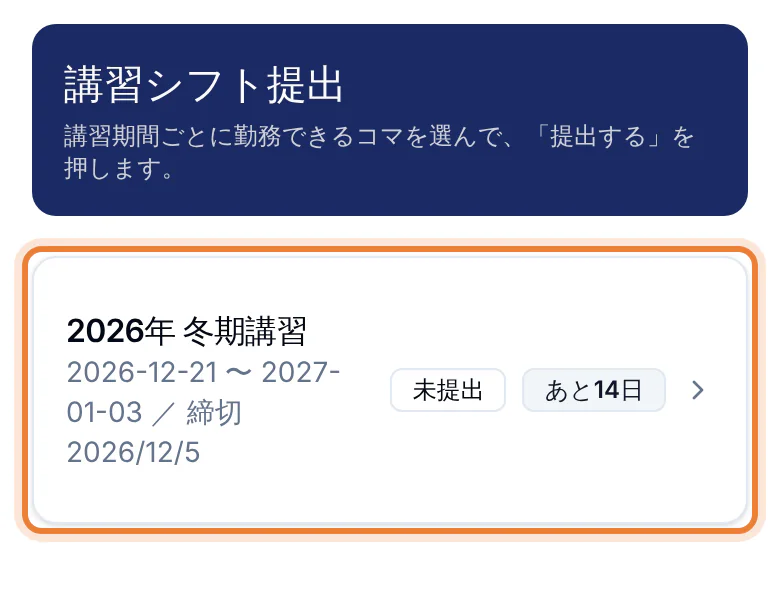 講習シフト提出
講習期間ごとに勤務できるコマを選んで、「提出する」を
押します。
2026年 冬期講習
2026-12-21 〜 2027-
01-03 ／ 締切
2026/12/5
未提出
あと14日